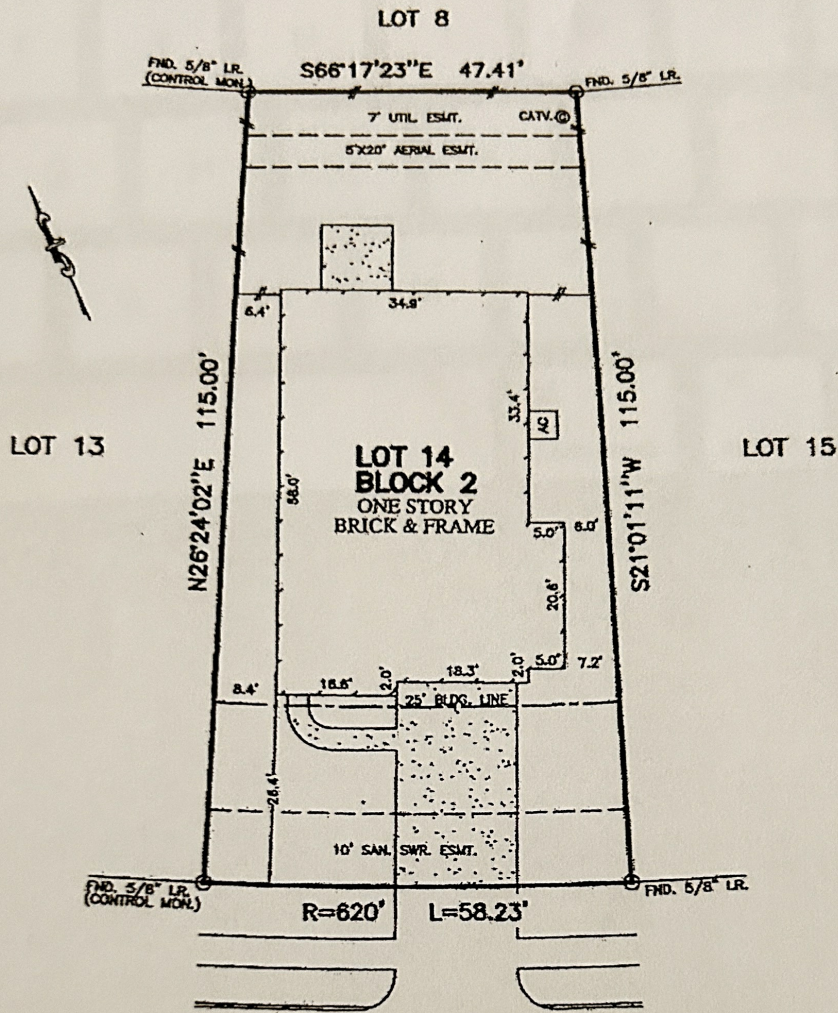 LOT 8
FND. 5/8" I.R.
(CONTROL MON.)
S66°17'23"E 47.41'
FND. 5/8" I.R.
7' UTIL. ESMT.
CATV. ©
5'X20' AERIAL ESMT.
6.4'
34.9'
N26°24'02"E 115.00'
33.4'
AC
S21°01'11"W 115.00'
LOT 13
LOT 15
LOT 14
BLOCK 2
ONE STORY
BRICK & FRAME
56.0'
5.0'
6.0'
20.6'
8.4'
16.6'
2.0'
18.3'
2.0'
5.0'
7.2'
25' BLDG. LINE
26.4'
10' SAN. SWR. ESMT.
FND. 5/8" I.R.
(CONTROL MON.)
R=620' L=58.23'
FND. 5/8" I.R.